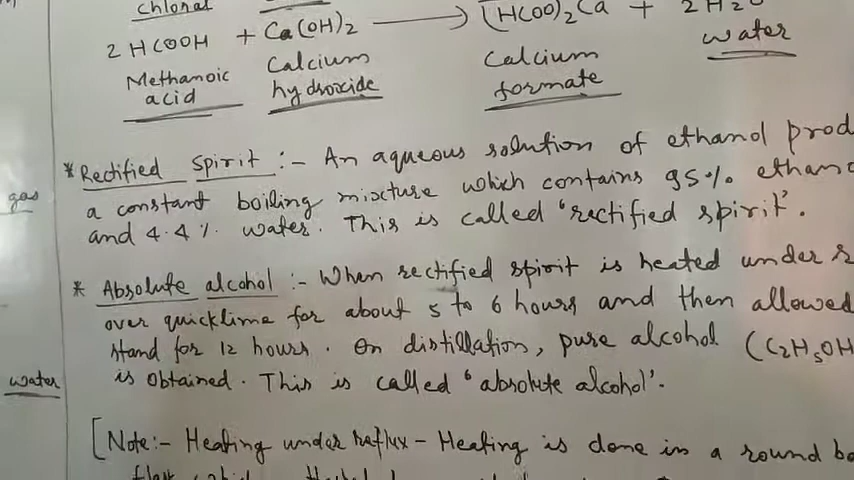 chloral
2 HCOOH + Ca(OH)2 ⟶ (HCOO)2Ca + 2H2O
Methanoic acid Calcium hydroxide Calcium formate water
* Rectified spirit :- An aqueous solution of ethanol prod
gas
a constant boiling mixture which contains 95% ethano
and 4.4% water. This is called 'rectified spirit'.
* Absolute alcohol :- When rectified spirit is heated under r
over quicklime for about 5 to 6 hours and then allowed
stand for 12 hours. On distillation, pure alcohol (C2H5OH
water
is obtained. This is called 'absolute alcohol'.
[Note:- Heating under reflux - Heating is done in a round bo